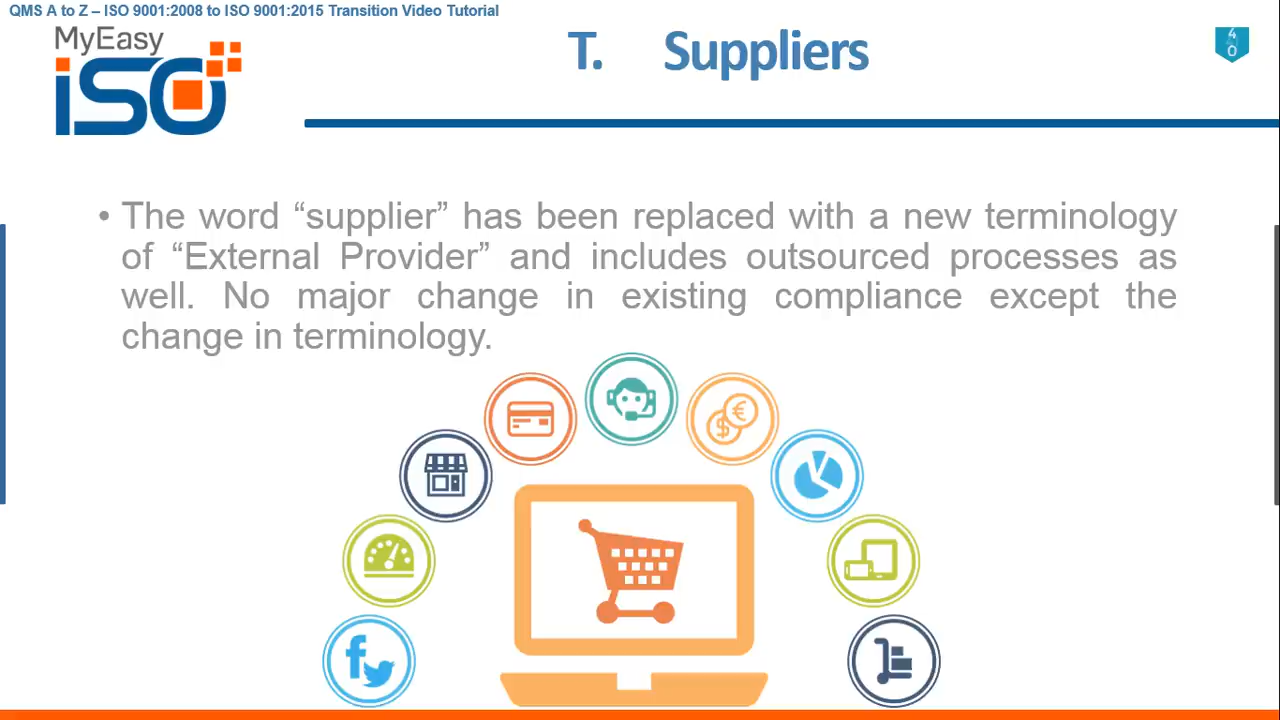 QMS A to Z – ISO 9001:2008 to ISO 9001:2015 Transition Video Tutorial
MyEasy
iSO
T. Suppliers
4
0
• The word “supplier” has been replaced with a new terminology
of “External Provider” and includes outsourced processes as
well. No major change in existing compliance except the
change in terminology.
$ €
f